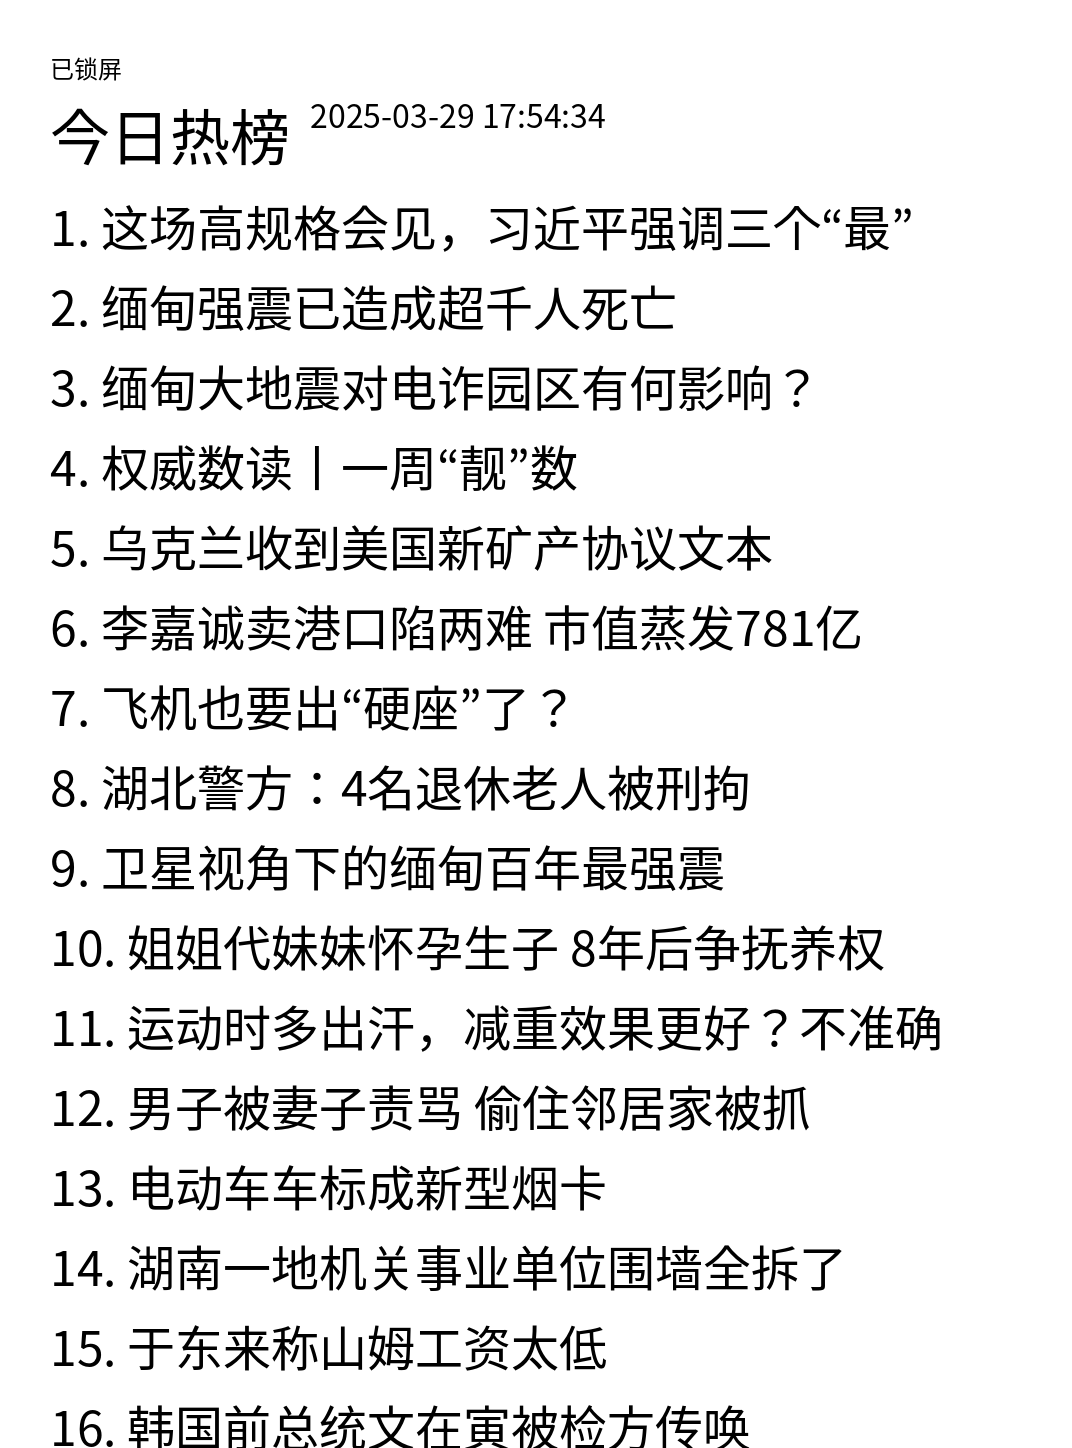 已锁屏
今日热榜 2025-03-29 17:54:34
1. 这场高规格会见，习近平强调三个“最”
2. 缅甸强震已造成超千人死亡
3. 缅甸大地震对电诈园区有何影响？
4. 权威数读丨一周“靓”数
5. 乌克兰收到美国新矿产协议文本
6. 李嘉诚卖港口陷两难 市值蒸发781亿
7. 飞机也要出“硬座”了？
8. 湖北警方：4名退休老人被刑拘
9. 卫星视角下的缅甸百年最强震
10. 姐姐代妹妹怀孕生子 8年后争抚养权
11. 运动时多出汗，减重效果更好？不准确
12. 男子被妻子责骂 偷住邻居家被抓
13. 电动车车标成新型烟卡
14. 湖南一地机关事业单位围墙全拆了
15. 于东来称山姆工资太低
16. 韩国前总统文在寅被检方传唤